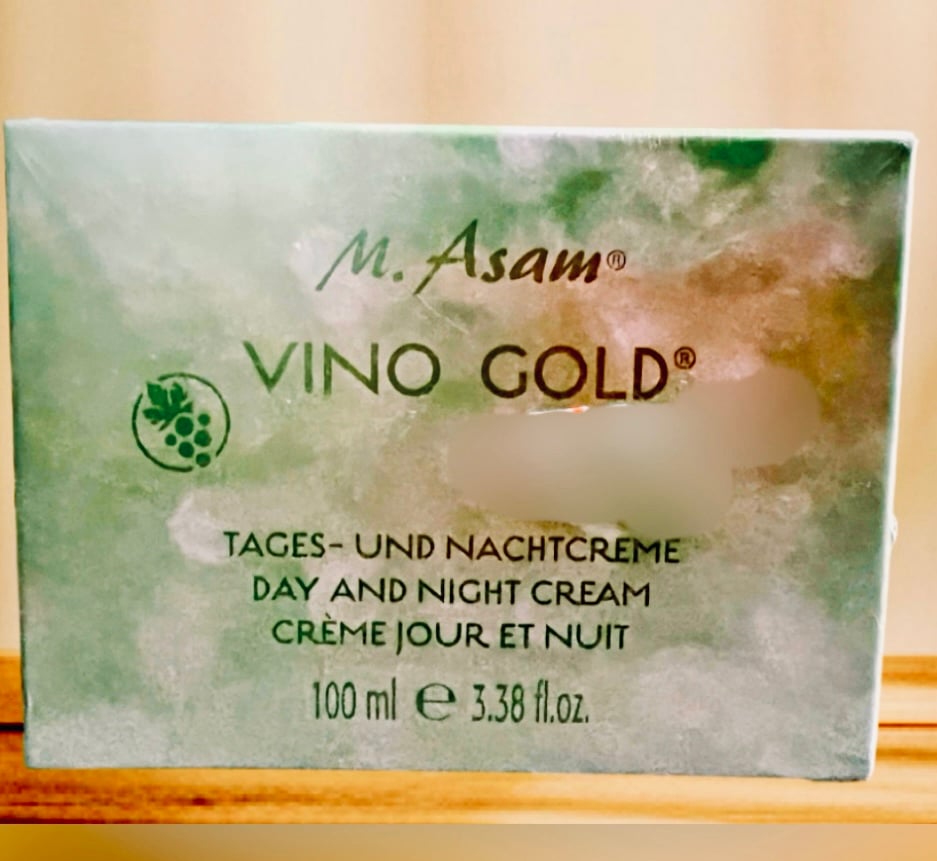 M. Asam®
VINO GOLD®
TAGES- UND NACHTCREME
DAY AND NIGHT CREAM
CRÈME JOUR ET NUIT
100 ml ℮ 3.38 fl.oz.